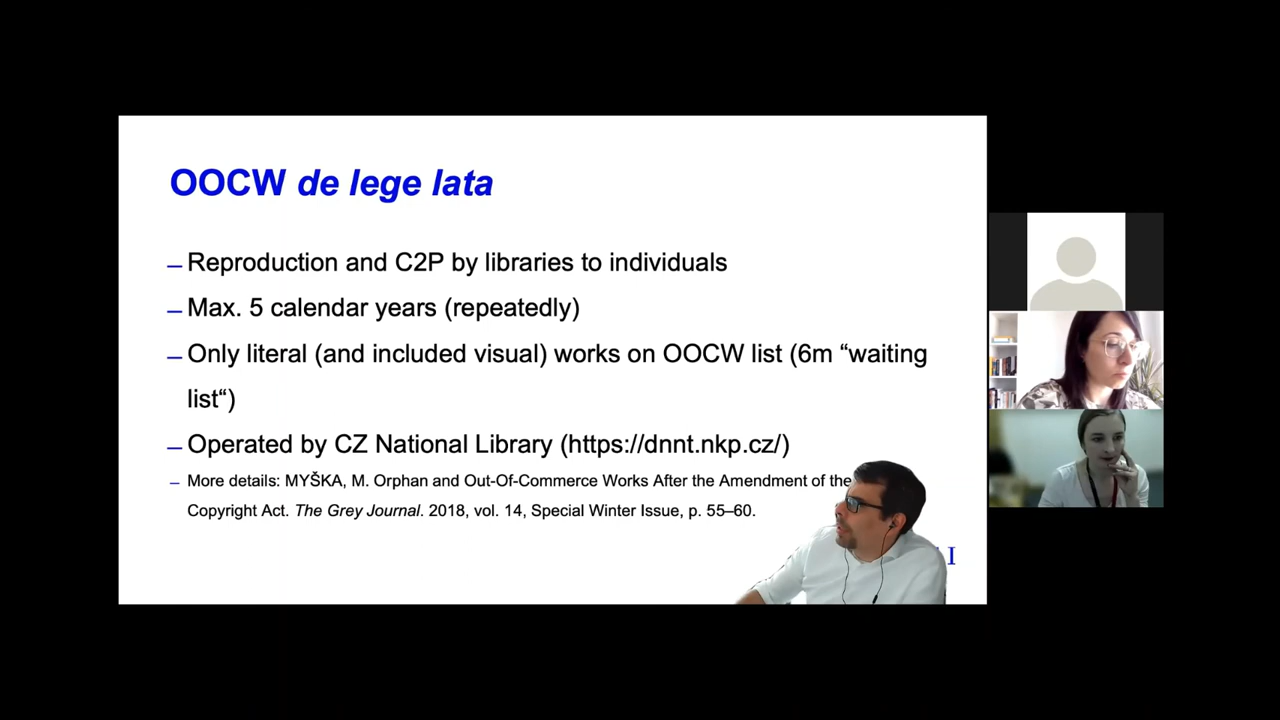 OOCW de lege lata
– Reproduction and C2P by libraries to individuals
– Max. 5 calendar years (repeatedly)
– Only literal (and included visual) works on OOCW list (6m “waiting
list“)
– Operated by CZ National Library (https://dnnt.nkp.cz/)
– More details: MYŠKA, M. Orphan and Out-Of-Commerce Works After the Amendment of the
Copyright Act. The Grey Journal. 2018, vol. 14, Special Winter Issue, p. 55–60.